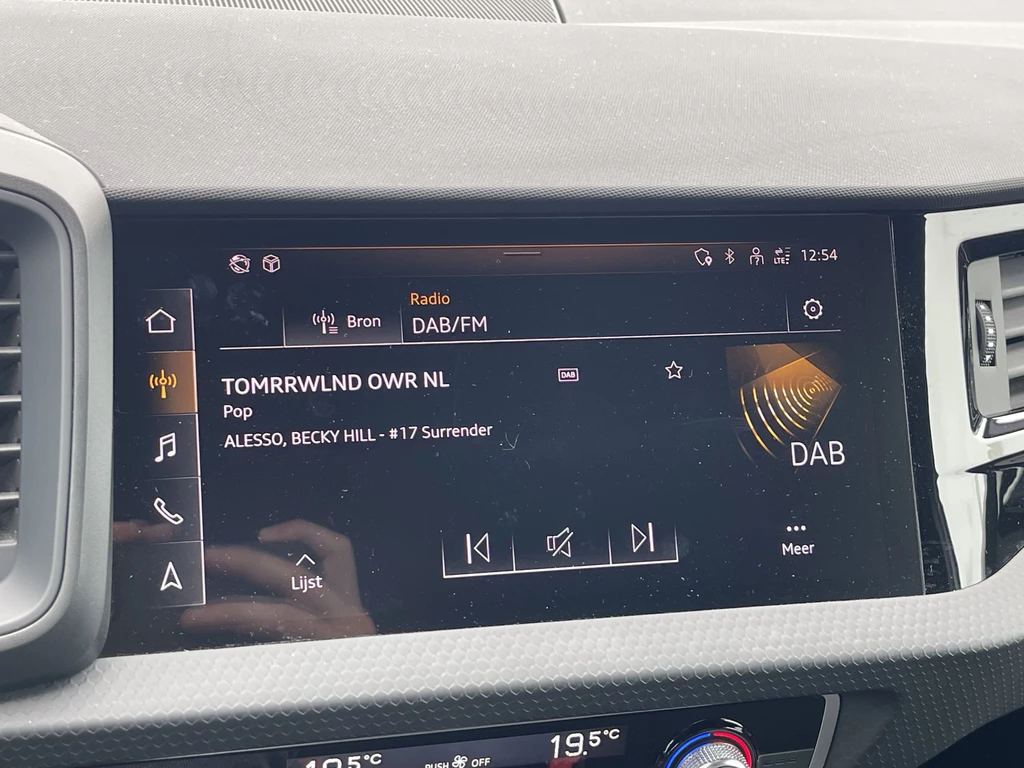 LTE 12:54
Radio
Bron DAB/FM
TOMRRWLND OWR NL
DAB
Pop
ALESSO, BECKY HILL - #17 Surrender
DAB
Lijst
Meer
19.5°C
PUSH OFF
19.5°C